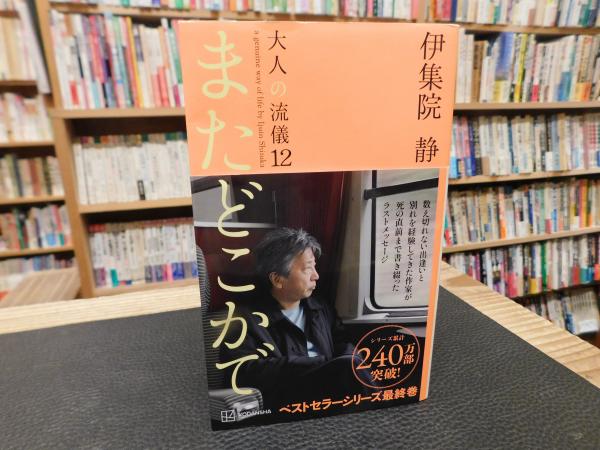 伊集院 静
大人の流儀12
a genuine way of life by Ijuin Shizuka
またどこかで
数え切れない出逢いと
別れを経験してきた作家が
死の直前まで書き綴った
ラストメッセージ
シリーズ累計
240万部
突破!
ベストセラーシリーズ最終巻
KODANSHA